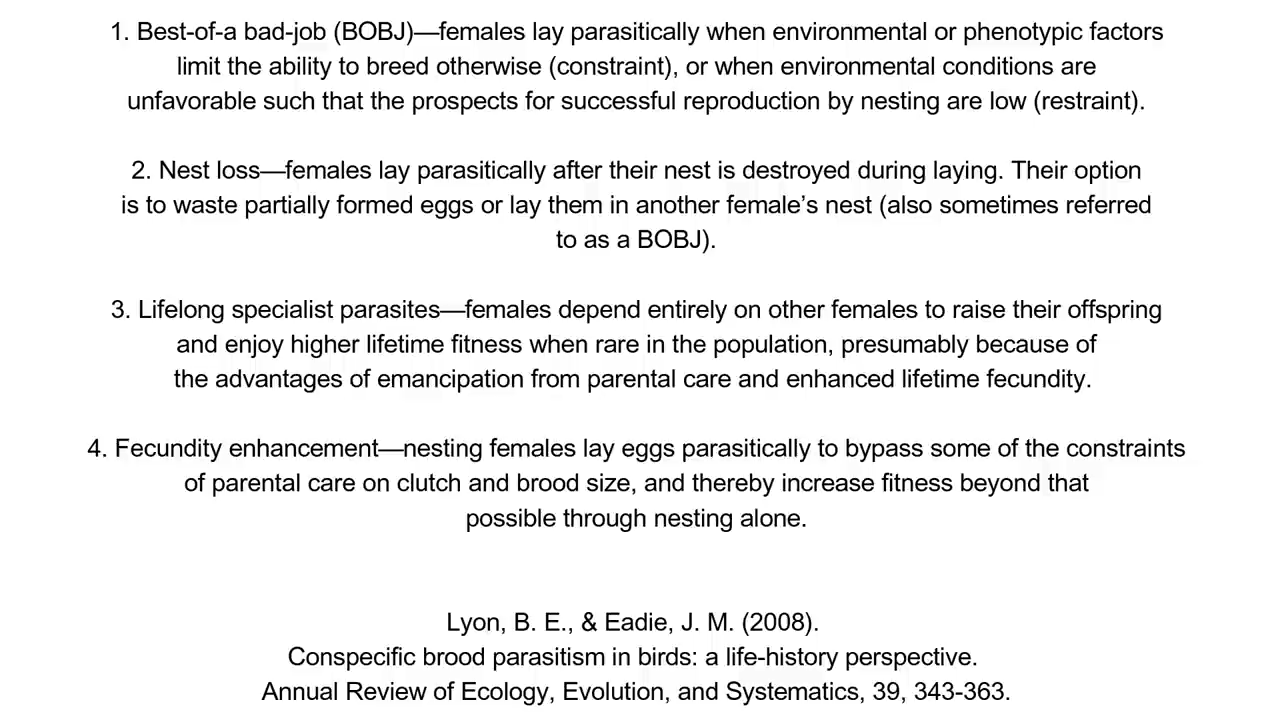 1. Best-of-a bad-job (BOBJ)—females lay parasitically when environmental or phenotypic factors
limit the ability to breed otherwise (constraint), or when environmental conditions are
unfavorable such that the prospects for successful reproduction by nesting are low (restraint).
2. Nest loss—females lay parasitically after their nest is destroyed during laying. Their option
is to waste partially formed eggs or lay them in another female’s nest (also sometimes referred
to as a BOBJ).
3. Lifelong specialist parasites—females depend entirely on other females to raise their offspring
and enjoy higher lifetime fitness when rare in the population, presumably because of
the advantages of emancipation from parental care and enhanced lifetime fecundity.
4. Fecundity enhancement—nesting females lay eggs parasitically to bypass some of the constraints
of parental care on clutch and brood size, and thereby increase fitness beyond that
possible through nesting alone.
Lyon, B. E., & Eadie, J. M. (2008).
Conspecific brood parasitism in birds: a life-history perspective.
Annual Review of Ecology, Evolution, and Systematics, 39, 343-363.